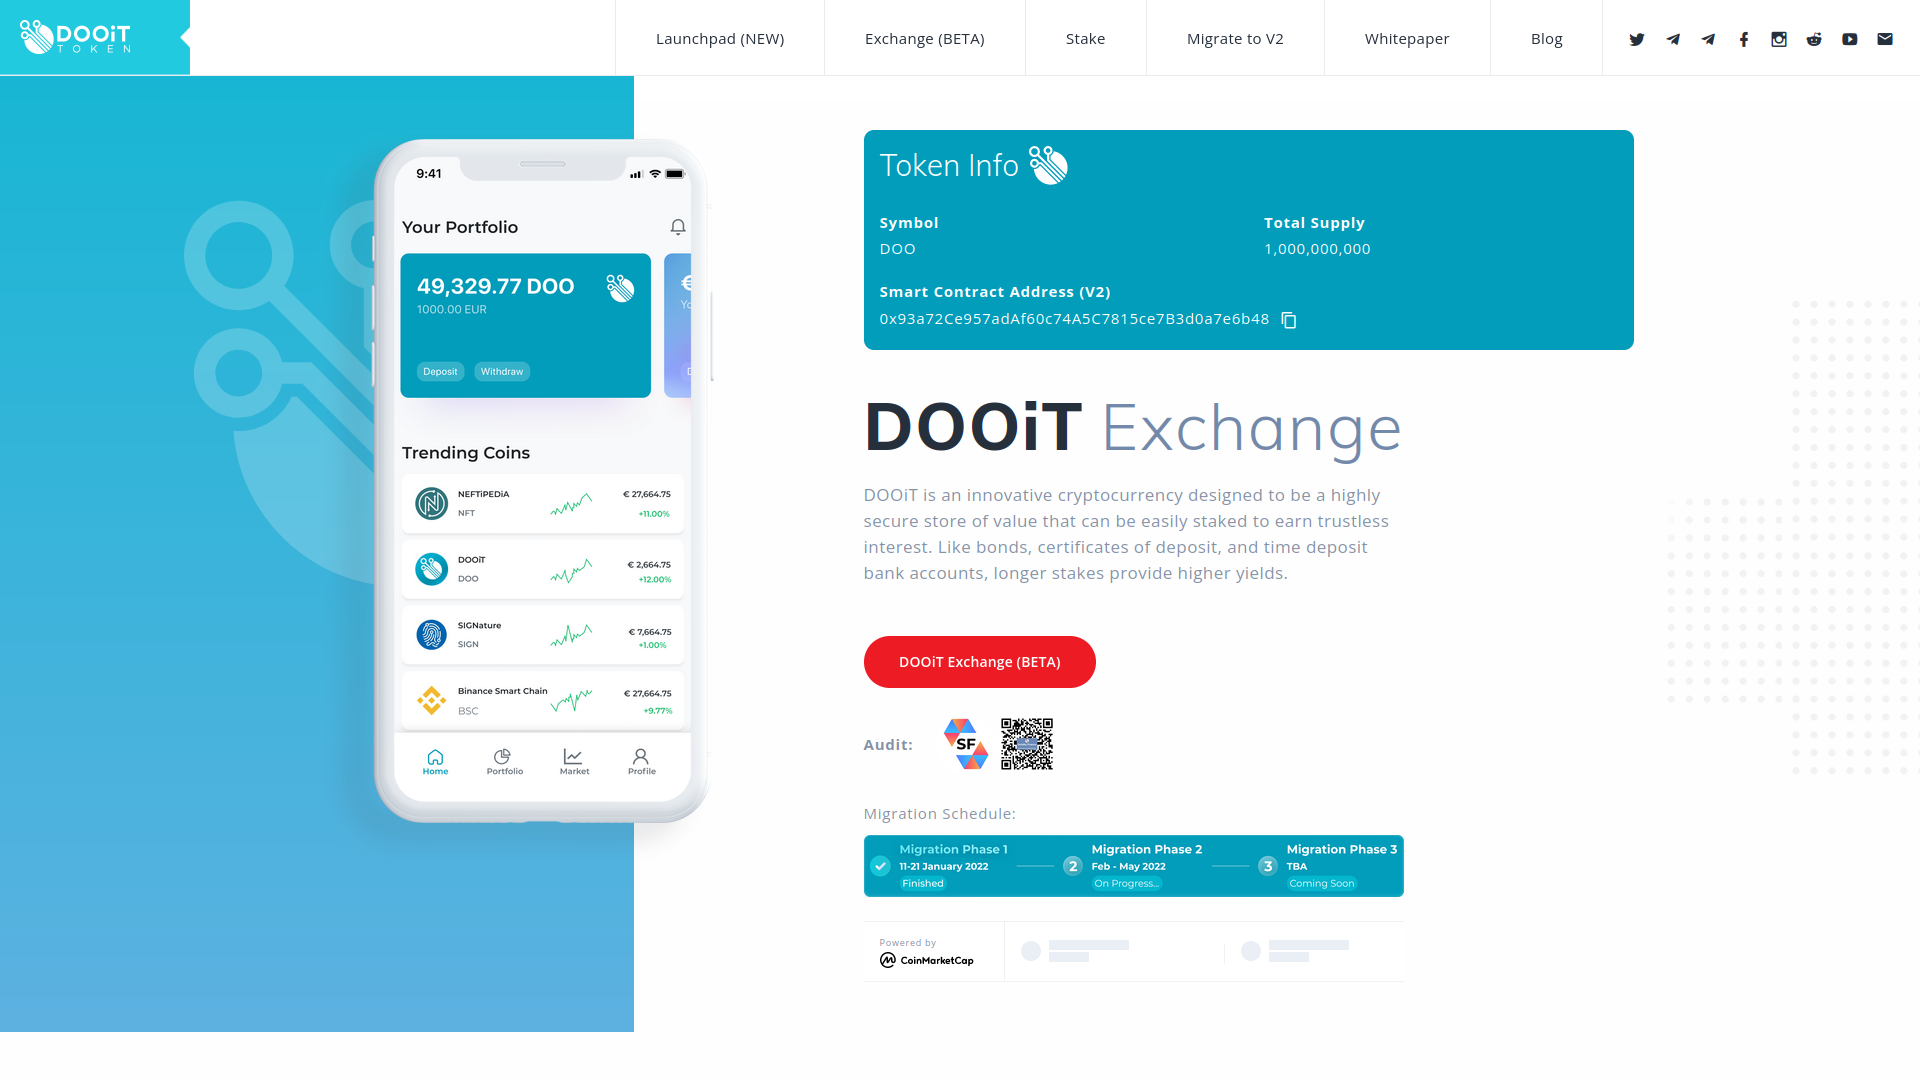 DOOiT
TOKEN
Launchpad (NEW)
Exchange (BETA)
Stake
Migrate to V2
Whitepaper
Blog
9:41
Your Portfolio
49,329.77 DOO
1000.00 EUR
Deposit
Withdraw
€
Trending Coins
NEFTiPEDiA
NFT
€ 27,664.75
+11.00%
DOOiT
DOO
€ 2,664.75
+12.00%
SIGNature
SIGN
€ 7,664.75
+1.00%
Binance Smart Chain
BSC
€ 27,664.75
+9.77%
Home
Portfolio
Market
Profile
Token Info
Symbol
DOO
Total Supply
1,000,000,000
Smart Contract Address (V2)
0x93a72Ce957adAf60c74A5C7815ce7B3d0a7e6b48
DOOiT Exchange
DOOiT is an innovative cryptocurrency designed to be a highly
secure store of value that can be easily staked to earn trustless
interest. Like bonds, certificates of deposit, and time deposit
bank accounts, longer stakes provide higher yields.
DOOiT Exchange (BETA)
Audit:
SF
Migration Schedule:
Migration Phase 1
11-21 January 2022
Finished
2
Migration Phase 2
Feb - May 2022
On Progress...
3
Migration Phase 3
TBA
Coming Soon
Powered by
CoinMarketCap